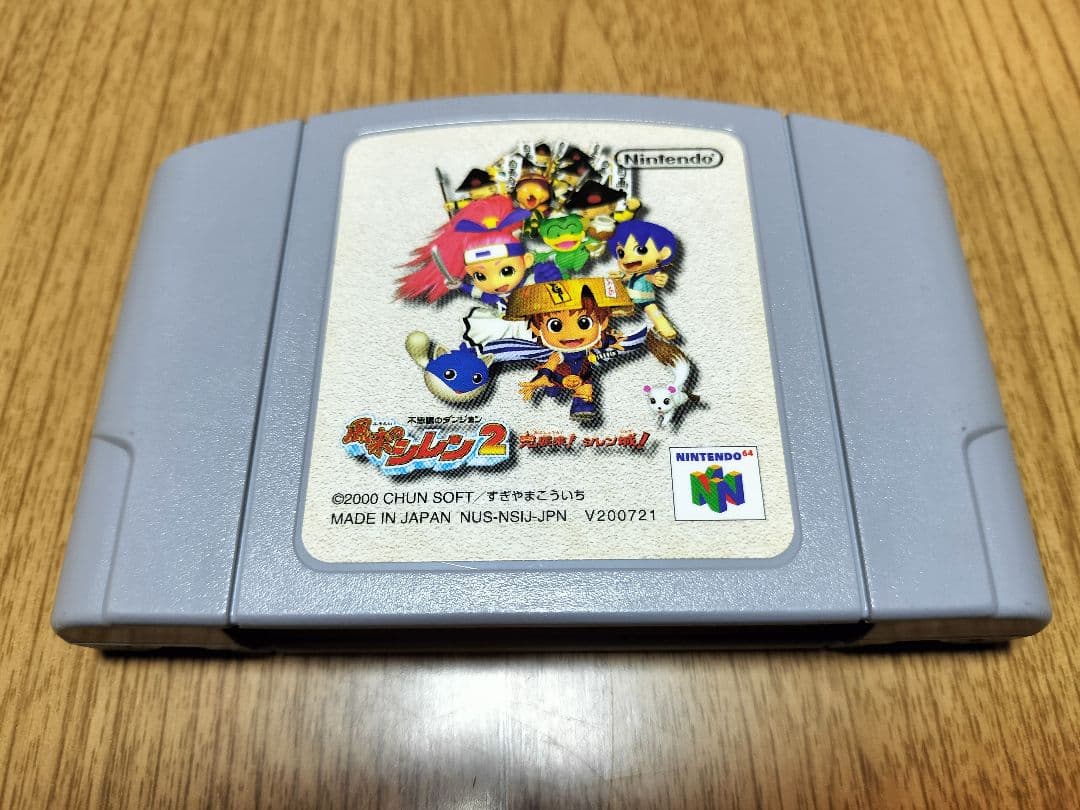 Nintendo
不思議のダンジョン
風来のシレン2 鬼襲来!シレン城!
NINTENDO 64
©2000 CHUN SOFT/すぎやまこういち
MADE IN JAPAN NUS-NSIJ-JPN V200721